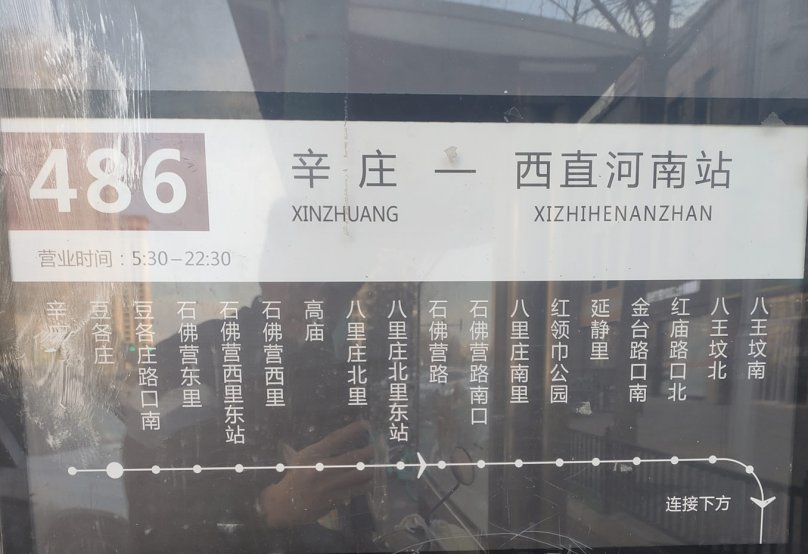 486
辛庄 — 西直河南站
XINZHUANG XIZHIHENANZHAN
营业时间：5:30—22:30
辛
豆各庄
豆各庄路口南
石佛营东里
石佛营西里东站
石佛营西里
高庙
八里庄北里
八里庄北里东站
石佛营路
石佛营路南口
八里庄南里
红领巾公园
延静里
金台路口南
红庙路口北
八王坟北
八王坟南
连接下方